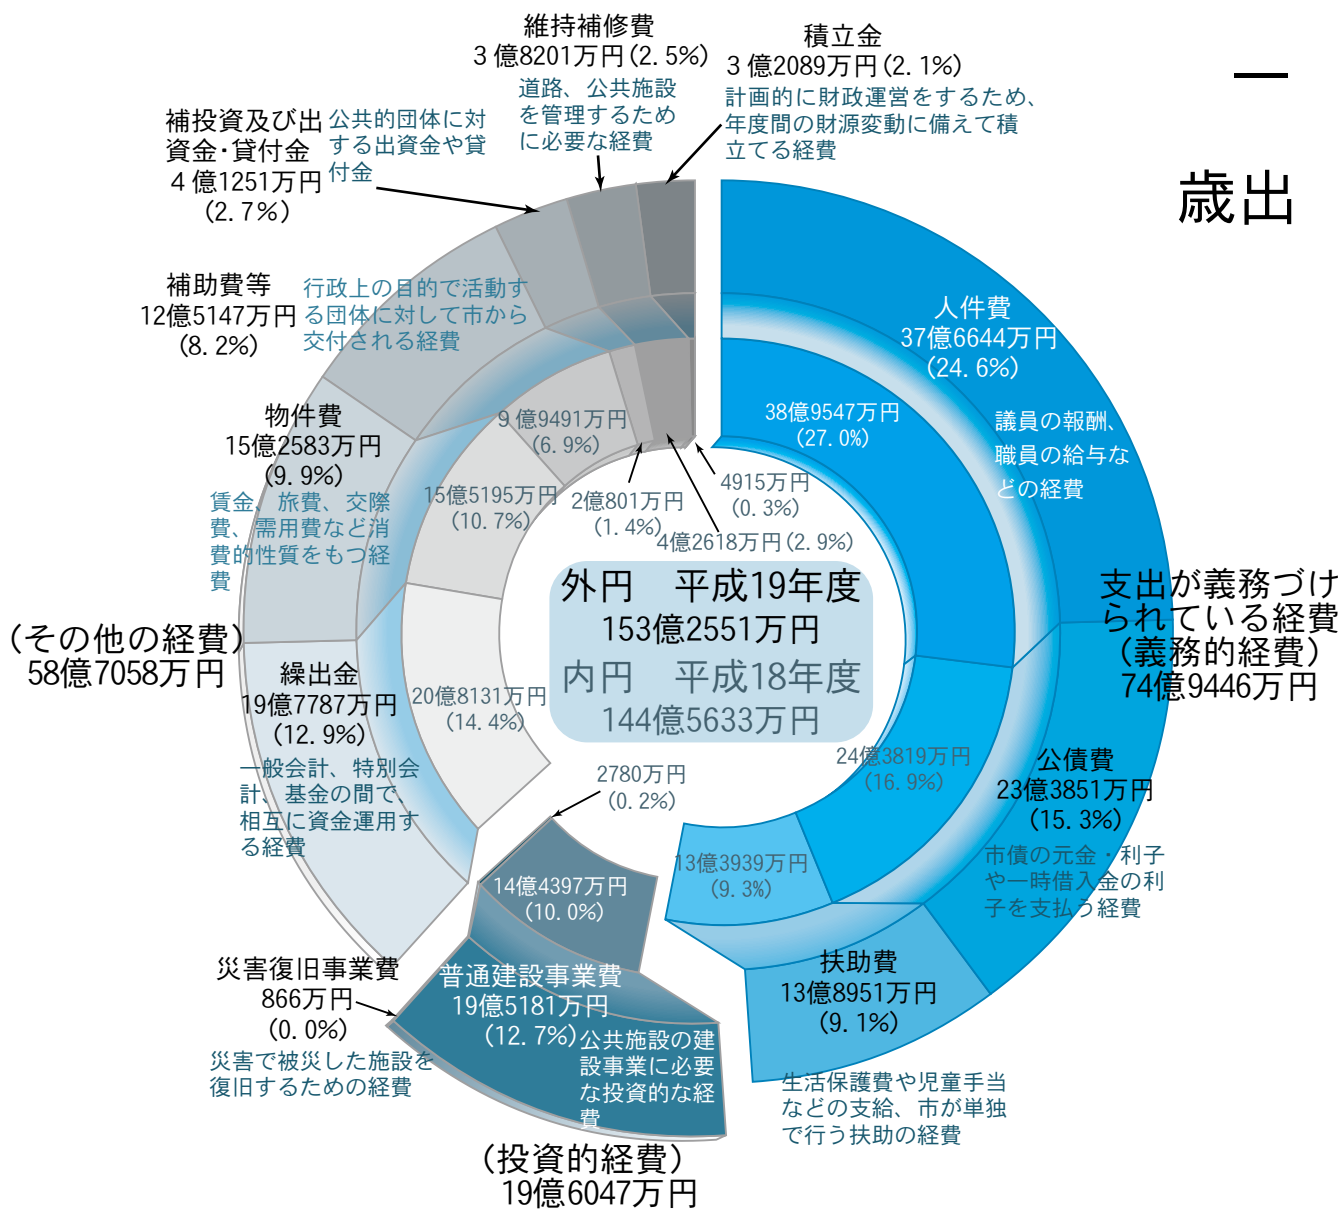 歳出
維持補修費
3億8201万円(2.5%)
道路、公共施設
を管理するため
に必要な経費
積立金
3億2089万円(2.1%)
計画的に財政運営をするため、
年度間の財源変動に備えて積
立てる経費
補投資及び出
資金・貸付金
4億1251万円
(2.7%)
公共的団体に対
する出資金や貸
付金
補助費等
12億5147万円
(8.2%)
行政上の目的で活動す
る団体に対して市から
交付される経費
物件費
15億2583万円
(9.9%)
賃金、旅費、交際
費、需用費など消
費的性質をもつ経
費
(その他の経費)
58億7058万円
繰出金
19億7787万円
(12.9%)
一般会計、特別会
計、基金の間で、
相互に資金運用す
る経費
人件費
37億6644万円
(24.6%)
議員の報酬、
職員の給与な
どの経費
支出が義務づけ
られている経費
(義務的経費)
74億9446万円
公債費
23億3851万円
(15.3%)
市債の元金・利子
や一時借入金の利
子を支払う経費
扶助費
13億8951万円
(9.1%)
生活保護費や児童手当
などの支給、市が単独
で行う扶助の経費
38億9547万円
(27.0%)
24億3819万円
(16.9%)
13億3939万円
(9.3%)
9億9491万円
(6.9%)
15億5195万円
(10.7%)
20億8131万円
(14.4%)
2億801万円
(1.4%)
4915万円
(0.3%)
4億2618万円(2.9%)
外円 平成19年度
153億2551万円
内円 平成18年度
144億5633万円
2780万円
(0.2%)
14億4397万円
(10.0%)
災害復旧事業費
866万円
(0.0%)
災害で被災した施設を
復旧するための経費
普通建設事業費
19億5181万円
(12.7%)
公共施設の建
設事業に必要
な投資的な経
費
(投資的経費)
19億6047万円